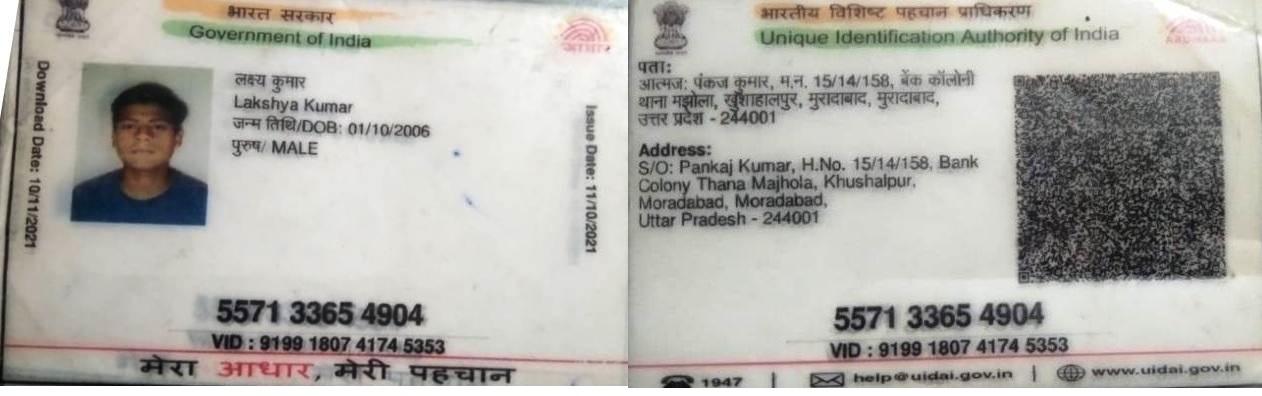 भारत सरकार
Government of India
आधार
Download Date: 10/11/2021
लक्ष्य कुमार
Lakshya Kumar
जन्म तिथि/DOB: 01/10/2006
पुरुष/ MALE
Issue Date: 11/10/2021
5571 3365 4904
VID : 9199 1807 4174 5353
मेरा आधार, मेरी पहचान
भारतीय विशिष्ट पहचान प्राधिकरण
Unique Identification Authority of India
AADHAAR
पता:
आत्मज: पंकज कुमार, म.न. 15/14/158, बैंक कॉलोनी
थाना मझोला, खुशाहालपुर, मुरादाबाद, मुरादाबाद,
उत्तर प्रदेश - 244001
Address:
S/O: Pankaj Kumar, H.No. 15/14/158, Bank
Colony Thana Majhola, Khushalpur,
Moradabad, Moradabad,
Uttar Pradesh - 244001
5571 3365 4904
VID : 9199 1807 4174 5353
1947 | help@uidai.gov.in | www.uidai.gov.in